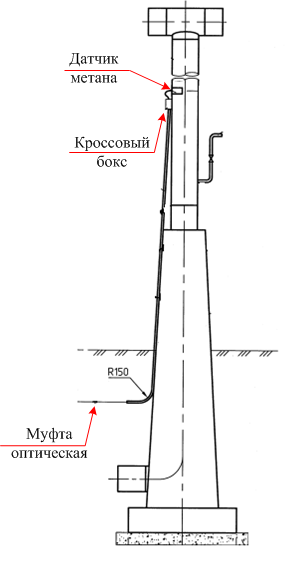 Датчик
метана
Кроссовый
бокс
R150
Муфта
оптическая